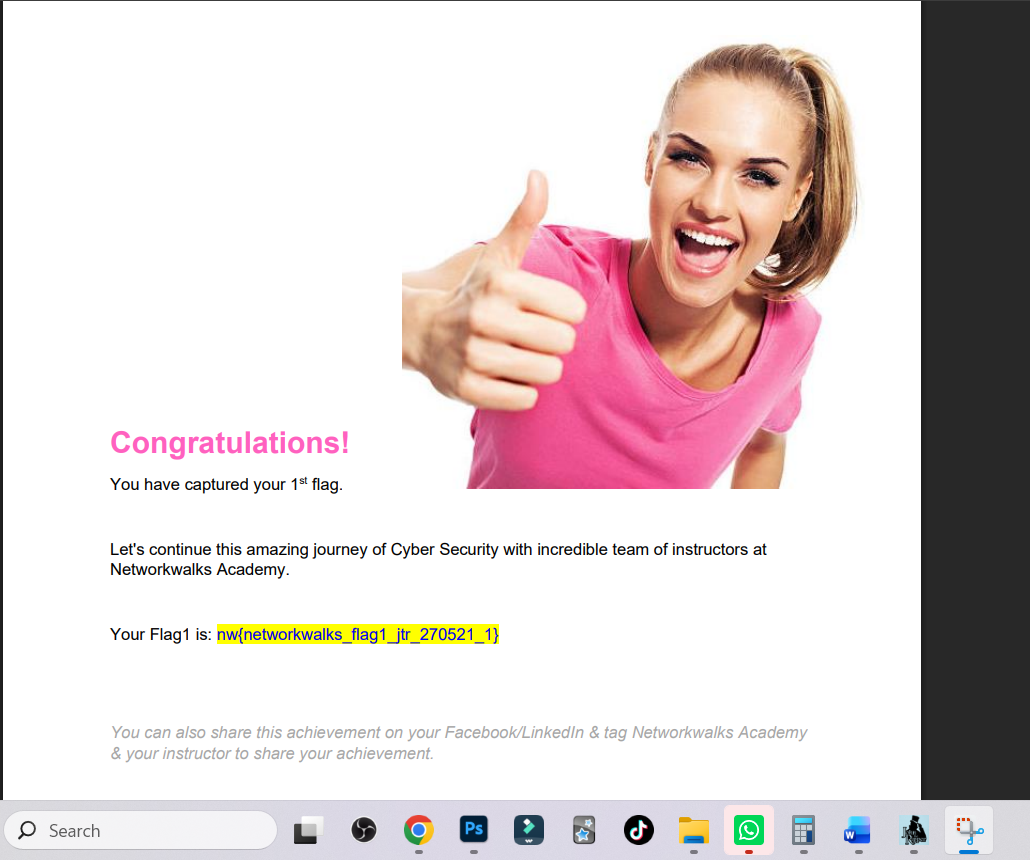 Congratulations!
You have captured your 1st flag.
Let's continue this amazing journey of Cyber Security with incredible team of instructors at
Networkwalks Academy.
Your Flag1 is: nw{networkwalks_flag1_jtr_270521_1}
You can also share this achievement on your Facebook/LinkedIn & tag Networkwalks Academy
& your instructor to share your achievement.
Search
Ps
W